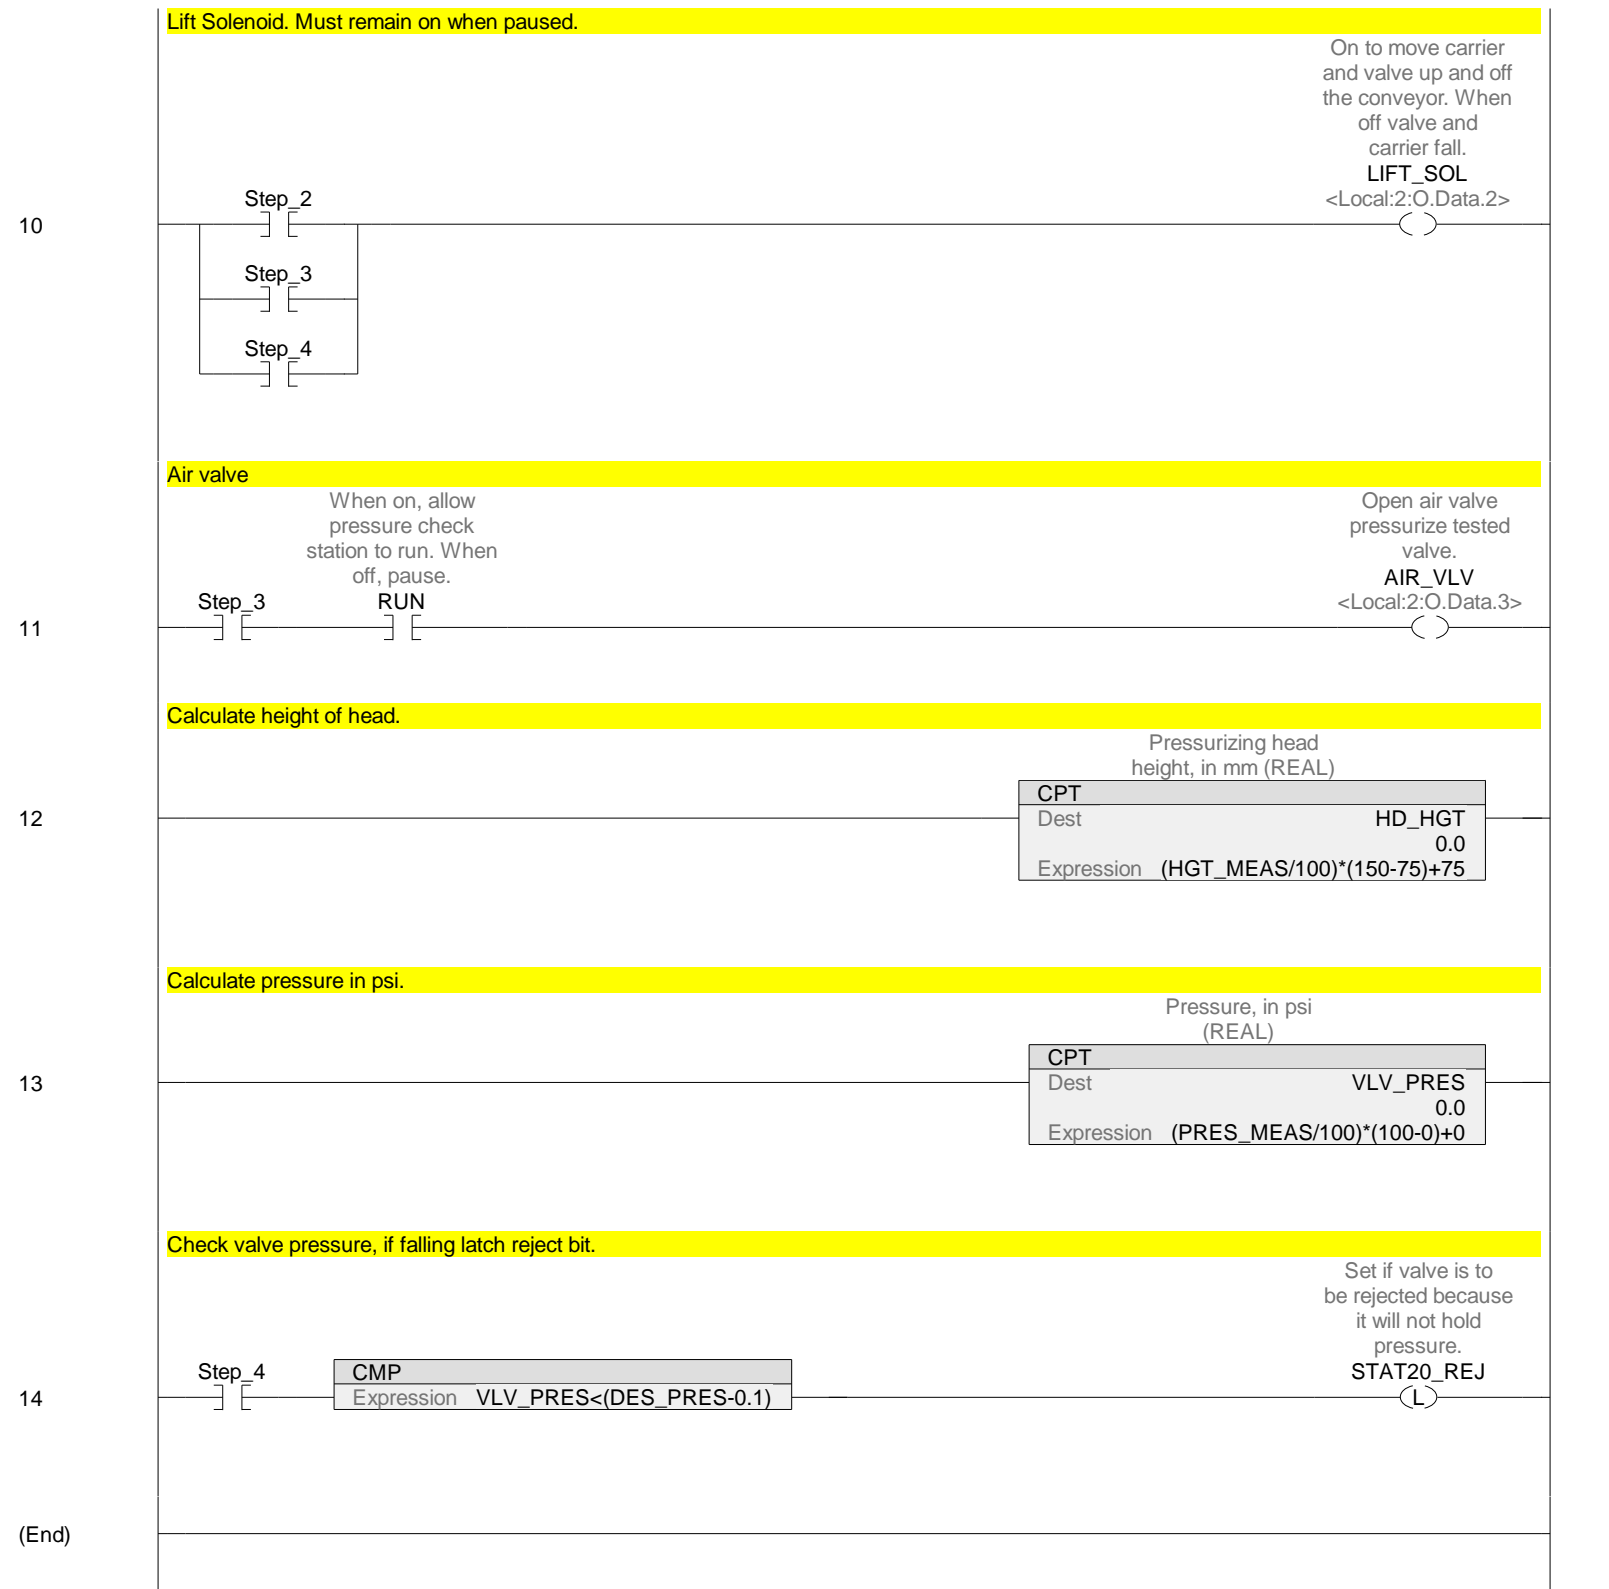 Lift Solenoid. Must remain on when paused.
On to move carrier
and valve up and off
the conveyor. When
off valve and
carrier fall.
LIFT_SOL
<Local:2:O.Data.2>
Step_2
10
Step_3
Step_4
Air valve
When on, allow
pressure check
station to run. When
off, pause.
RUN
Open air valve
pressurize tested
valve.
AIR_VLV
<Local:2:O.Data.3>
Step_3
11
Calculate height of head.
Pressurizing head
height, in mm (REAL)
CPT
Dest HD_HGT
0.0
Expression (HGT_MEAS/100)*(150-75)+75
12
Calculate pressure in psi.
Pressure, in psi
(REAL)
CPT
Dest VLV_PRES
0.0
Expression (PRES_MEAS/100)*(100-0)+0
13
Check valve pressure, if falling latch reject bit.
Set if valve is to
be rejected because
it will not hold
pressure.
STAT20_REJ
L
Step_4
CMP
Expression VLV_PRES<(DES_PRES-0.1)
14
(End)